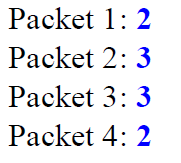 Packet 1: 2
Packet 2: 3
Packet 3: 3
Packet 4: 2